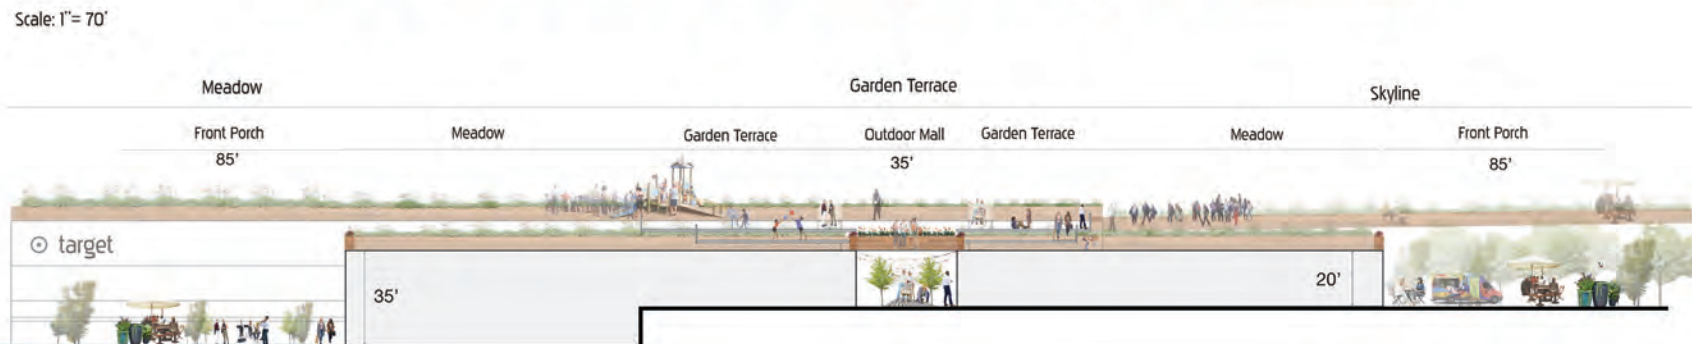 Scale: 1"= 70'
Meadow Garden Terrace Skyline
Front Porch Meadow Garden Terrace Outdoor Mall Garden Terrace Meadow Front Porch
85' 35' 85'
target
35' 20'